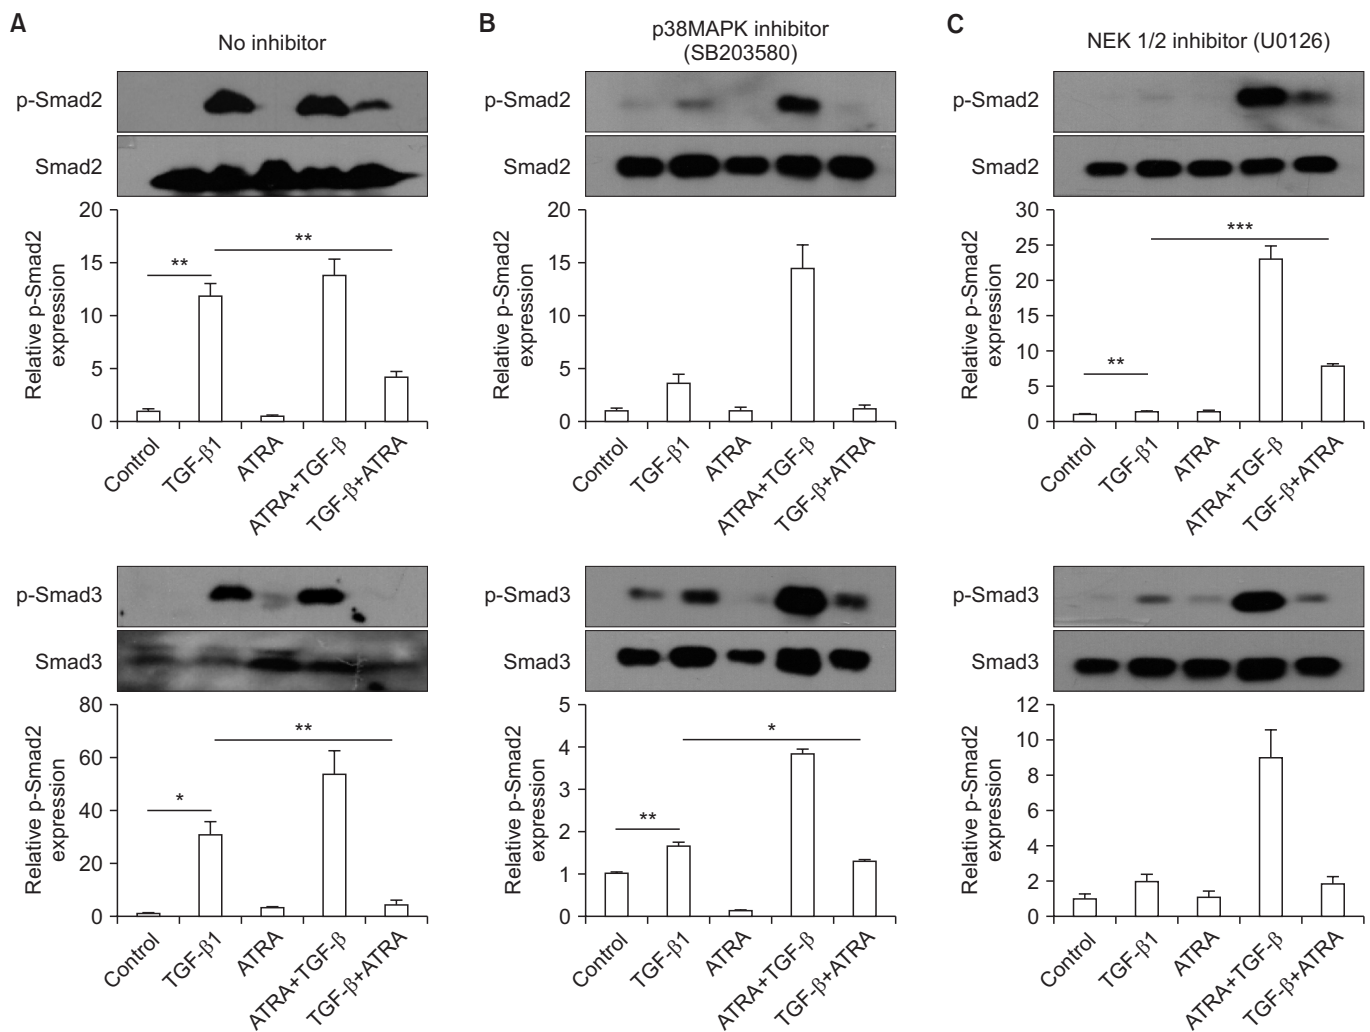 A
No inhibitor
p-Smad2
Smad2
20
15
10
5
0
Relative p-Smad2
expression
**
**
Control
TGF-β1
ATRA
ATRA+TGF-β
TGF-β+ATRA
p-Smad3
Smad3
80
60
40
20
0
Relative p-Smad2
expression
*
**
Control
TGF-β1
ATRA
ATRA+TGF-β
TGF-β+ATRA
B
p38MAPK inhibitor
(SB203580)
p-Smad2
Smad2
20
15
10
5
0
Relative p-Smad2
expression
Control
TGF-β1
ATRA
ATRA+TGF-β
TGF-β+ATRA
p-Smad3
Smad3
5
4
3
2
1
0
Relative p-Smad2
expression
**
*
Control
TGF-β1
ATRA
ATRA+TGF-β
TGF-β+ATRA
C
NEK 1/2 inhibitor (U0126)
p-Smad2
Smad2
30
25
20
15
10
5
0
Relative p-Smad2
expression
**
***
Control
TGF-β1
ATRA
ATRA+TGF-β
TGF-β+ATRA
p-Smad3
Smad3
12
10
8
6
4
2
0
Relative p-Smad2
expression
Control
TGF-β1
ATRA
ATRA+TGF-β
TGF-β+ATRA